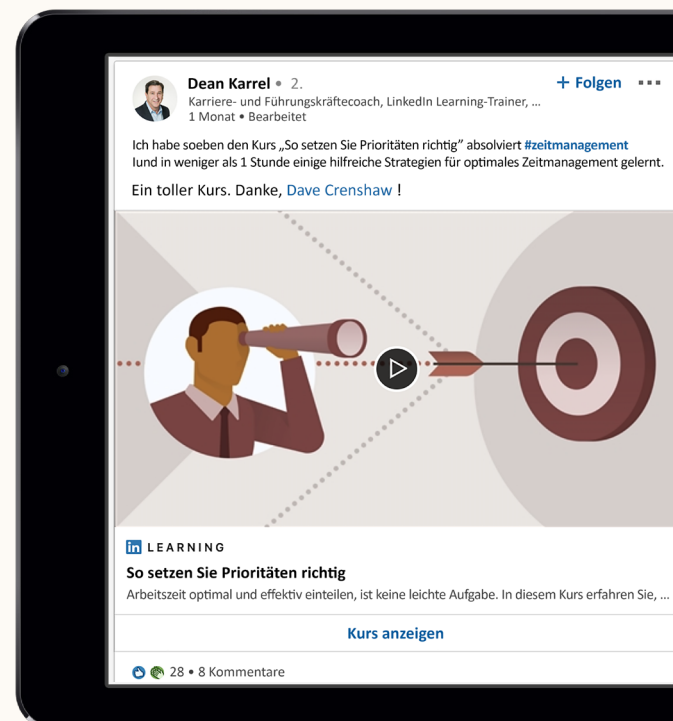 Dean Karrel • 2.
+ Folgen
Karriere- und Führungskräftecoach, LinkedIn Learning-Trainer, ...
1 Monat • Bearbeitet
Ich habe soeben den Kurs „So setzen Sie Prioritäten richtig” absolviert #zeitmanagement
Iund in weniger als 1 Stunde einige hilfreiche Strategien für optimales Zeitmanagement gelernt.
Ein toller Kurs. Danke, Dave Crenshaw !
in LEARNING
So setzen Sie Prioritäten richtig
Arbeitszeit optimal und effektiv einteilen, ist keine leichte Aufgabe. In diesem Kurs erfahren Sie, ...
Kurs anzeigen
28 • 8 Kommentare